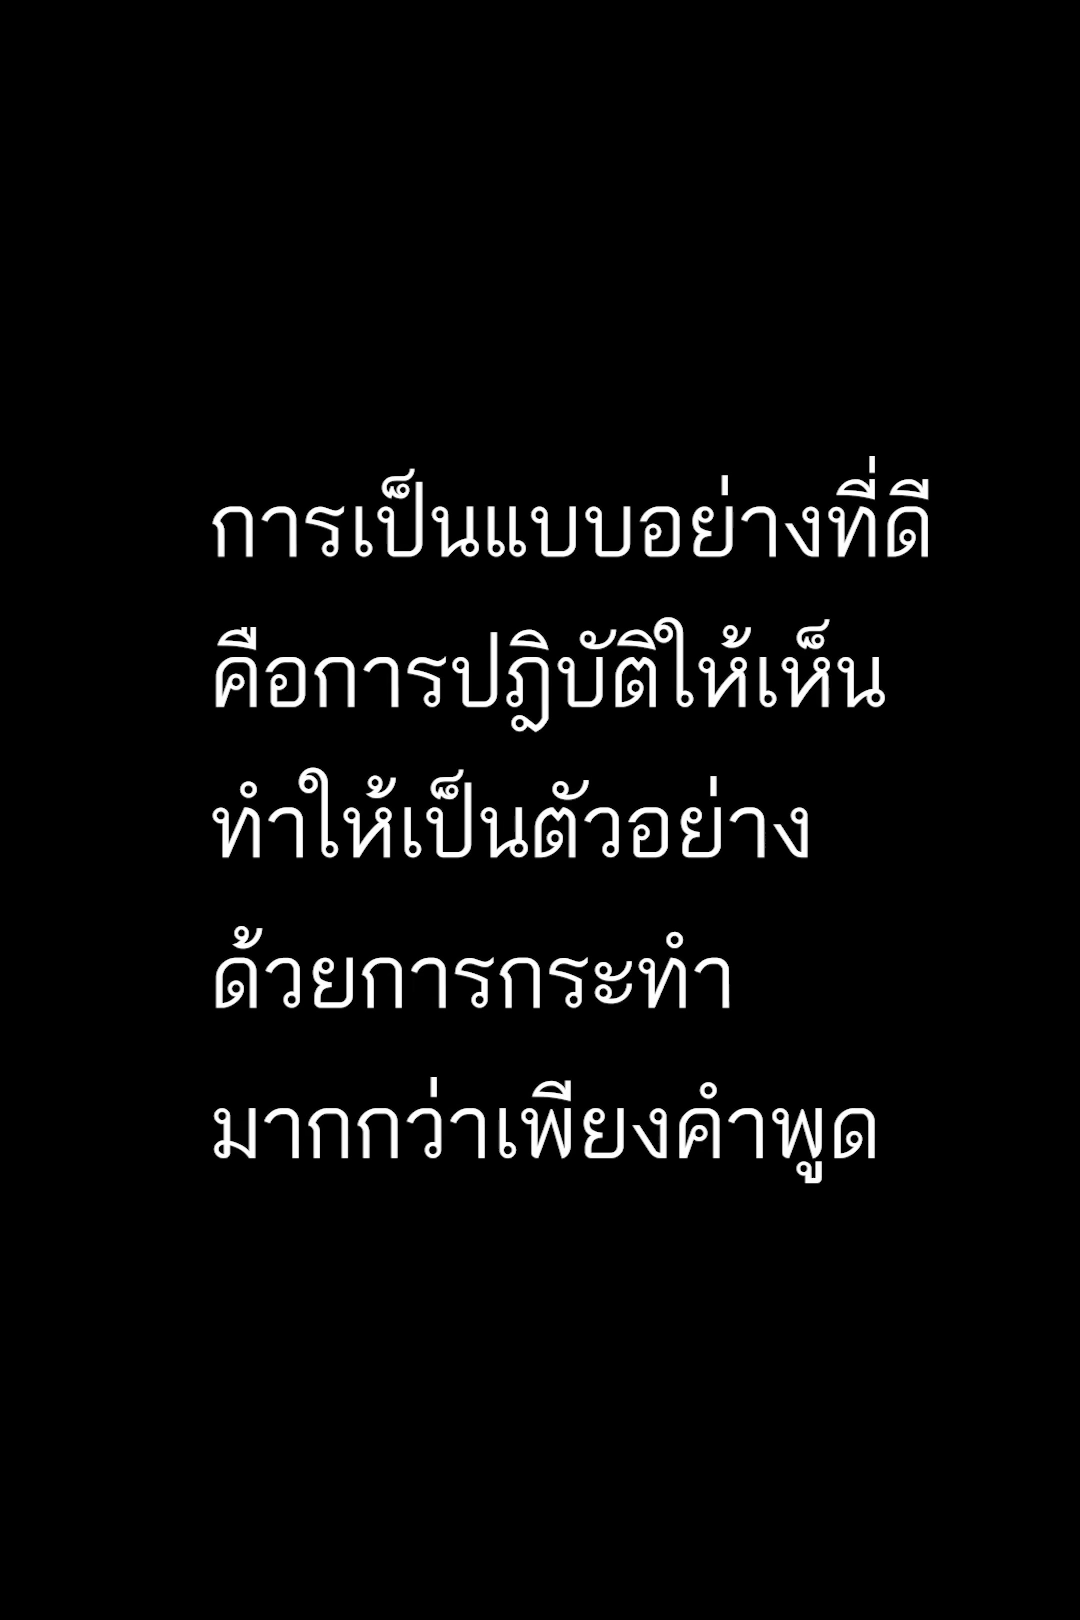 การเป็นแบบอย่างที่ดี
คือการปฎิบัติให้เห็น
ทำให้เป็นตัวอย่าง
ด้วยการกระทำ
มากกว่าเพียงคำพูด